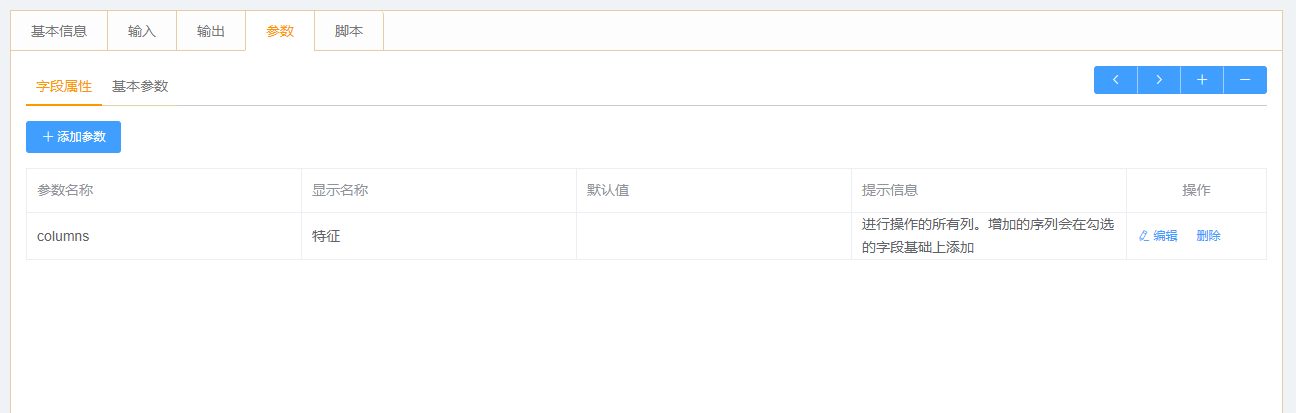 基本信息 输入 输出 参数 脚本
字段属性 基本参数
添加参数
参数名称 显示名称 默认值 提示信息 操作
columns 特征 进行操作的所有列。增加的序列会在勾选 编辑 删除
的字段基础上添加